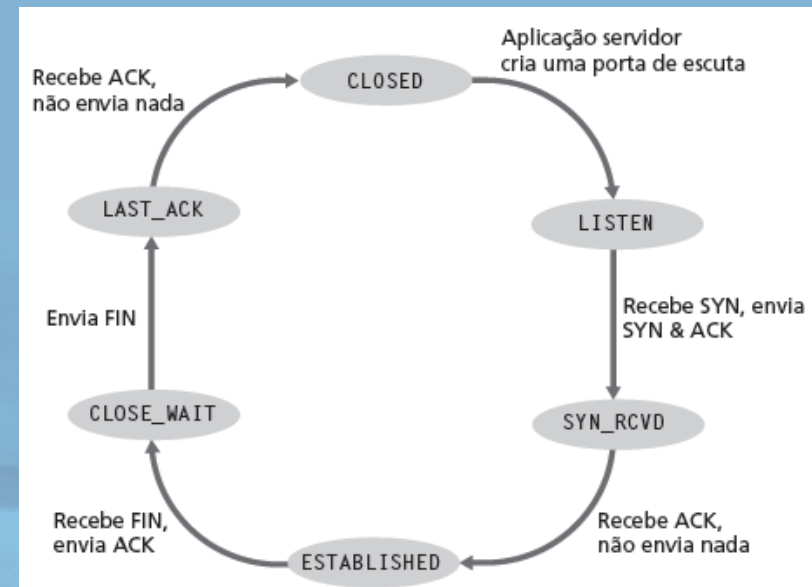 Aplicação servidor
cria uma porta de escuta
Recebe ACK,
não envia nada
CLOSED
LAST_ACK
LISTEN
Envia FIN
Recebe SYN, envia
SYN & ACK
CLOSE_WAIT
SYN_RCVD
Recebe FIN,
envia ACK
Recebe ACK,
não envia nada
ESTABLISHED